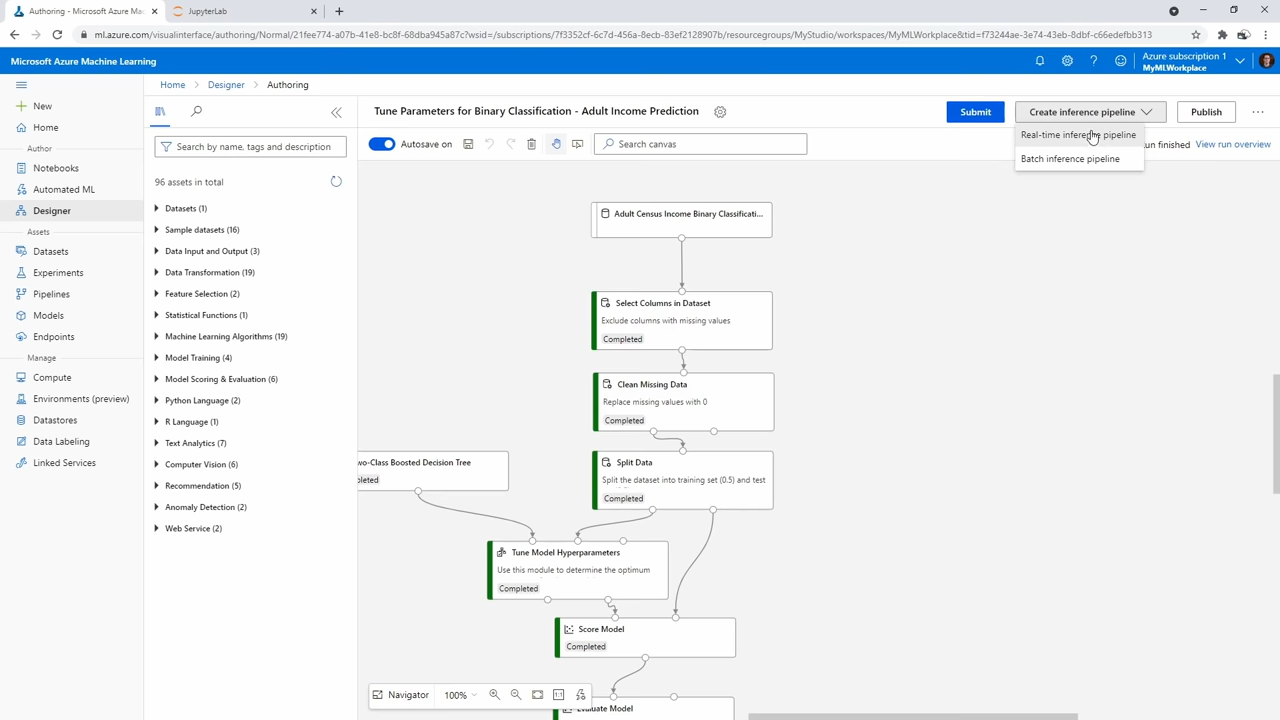 Authoring - Microsoft Azure Ma
JupyterLab
ml.azure.com/visualinterface/authoring/Normal/21fee774-a07b-41e8-bc8f-68dba945a87c?wsid=/subscriptions/7f3352cf-6c7d-456a-8ecb-83ef2128907b/resourcegroups/MyStudio/workspaces/MyMLWorkplace&tid=f73244ae-3e74-43eb-8dbf-c66edefbb313
Microsoft Azure Machine Learning
Azure subscription 1
MyMLWorkplace
Home
Designer
Authoring
New
Home
Author
Notebooks
Automated ML
Designer
Assets
Datasets
Experiments
Pipelines
Models
Endpoints
Manage
Compute
Environments (preview)
Datastores
Data Labeling
Linked Services
Search by name, tags and description
96 assets in total
Datasets (1)
Sample datasets (16)
Data Input and Output (3)
Data Transformation (19)
Feature Selection (2)
Statistical Functions (1)
Machine Learning Algorithms (19)
Model Training (4)
Model Scoring & Evaluation (6)
Python Language (2)
R Language (1)
Text Analytics (7)
Computer Vision (6)
Recommendation (5)
Anomaly Detection (2)
Web Service (2)
Tune Parameters for Binary Classification - Adult Income Prediction
Submit
Create inference pipeline
Publish
Real-time inference pipeline
Batch inference pipeline
Autosave on
Search canvas
un finished
View run overview
Adult Census Income Binary Classificati...
Select Columns in Dataset
Exclude columns with missing values
Completed
Clean Missing Data
Replace missing values with 0
Completed
wo-Class Boosted Decision Tree
pleted
Split Data
Split the dataset into training set (0.5) and test
Completed
Tune Model Hyperparameters
Use this module to determine the optimum
Completed
Score Model
Completed
Evaluate Model
Navigator
100%
1:1